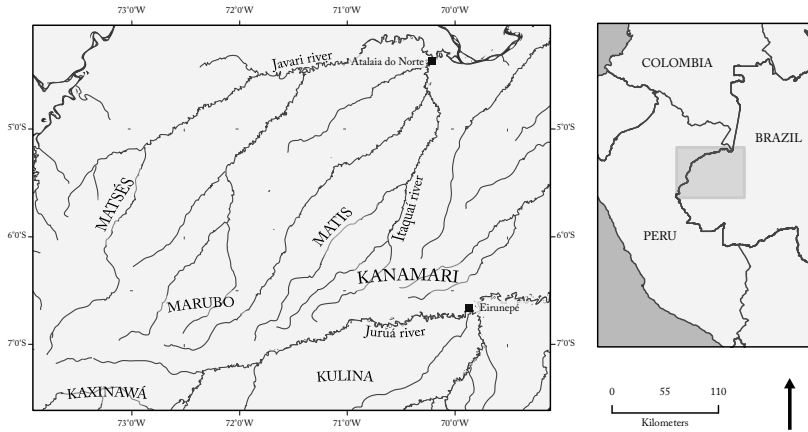 73°0'W
72°0'W
71°0'W
70°0'W
Javari river
Atalaia do Norte
5°0'S
5°0'S
MATSÉS
MATIS
Itaquaí river
6°0'S
6°0'S
KANAMARI
MARUBO
Eirunepé
Juruá river
7°0'S
7°0'S
KULINA
KAXINAWÁ
73°0'W
72°0'W
71°0'W
70°0'W
COLOMBIA
BRAZIL
PERU
0 55 110
Kilometers